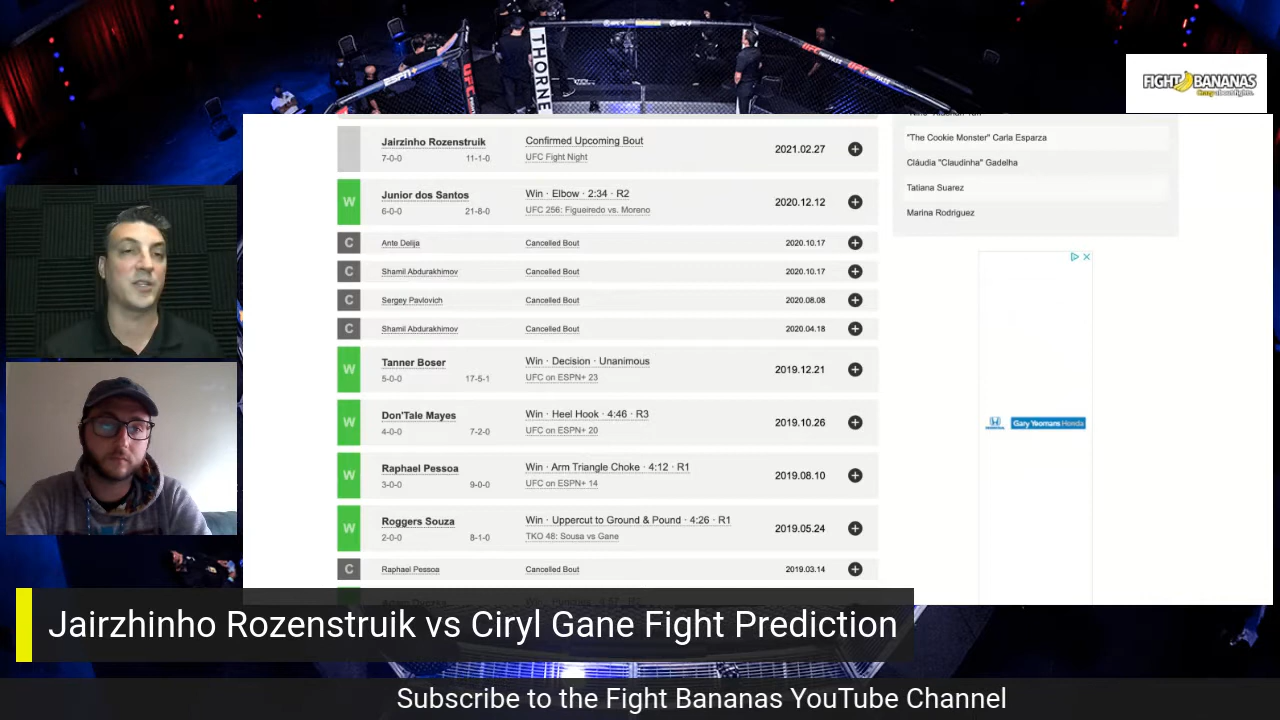 THORNE
ESPN+
UFC
UFC
UFC
FIGHT BANANAS
Jairzinho Rozenstruik
7-0-0 11-1-0
Confirmed Upcoming Bout
UFC Fight Night
2021.02.27
W
Junior dos Santos
6-0-0 21-8-0
Win · Elbow · 2:34 · R2
UFC 256: Figueiredo vs. Moreno
2020.12.12
C Ante Delija Cancelled Bout 2020.10.17
C Shamil Abdurakhimov Cancelled Bout 2020.10.17
C Sergey Pavlovich Cancelled Bout 2020.08.08
C Shamil Abdurakhimov Cancelled Bout 2020.04.18
W
Tanner Boser
5-0-0 17-5-1
Win · Decision · Unanimous
UFC on ESPN+ 23
2019.12.21
W
Don'Tale Mayes
4-0-0 7-2-0
Win · Heel Hook · 4:46 · R3
UFC on ESPN+ 20
2019.10.26
W
Raphael Pessoa
3-0-0 9-0-0
Win · Arm Triangle Choke · 4:12 · R1
UFC on ESPN+ 14
2019.08.10
W
Roggers Souza
2-0-0 8-1-0
Win · Uppercut to Ground & Pound · 4:26 · R1
TKO 48: Sousa vs Gane
2019.05.24
C Raphael Pessoa Cancelled Bout 2019.03.14
"The Cookie Monster" Carla Esparza
Cláudia "Claudinha" Gadelha
Tatiana Suarez
Marina Rodriguez
Gary Yeomans Honda
Jairzhinho Rozenstruik vs Ciryl Gane Fight Prediction
Subscribe to the Fight Bananas YouTube Channel